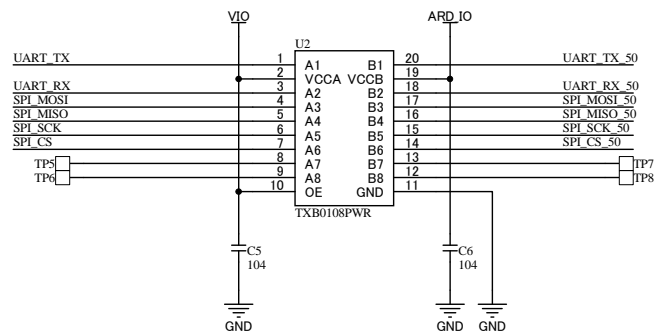 VIO ARD_IO
U2
UART_TX 1 A1 B1 20 UART_TX_50
2 VCCA VCCB 19
UART_RX 3 A2 B2 18 UART_RX_50
SPI_MOSI 4 A3 B3 17 SPI_MOSI_50
SPI_MISO 5 A4 B4 16 SPI_MISO_50
SPI_SCK 6 A5 B5 15 SPI_SCK_50
SPI_CS 7 A6 B6 14 SPI_CS_50
TP5 8 A7 B7 13 TP7
TP6 9 A8 B8 12 TP8
10 OE GND 11
TXB0108PWR
C5 C6
104 104
GND GND GND